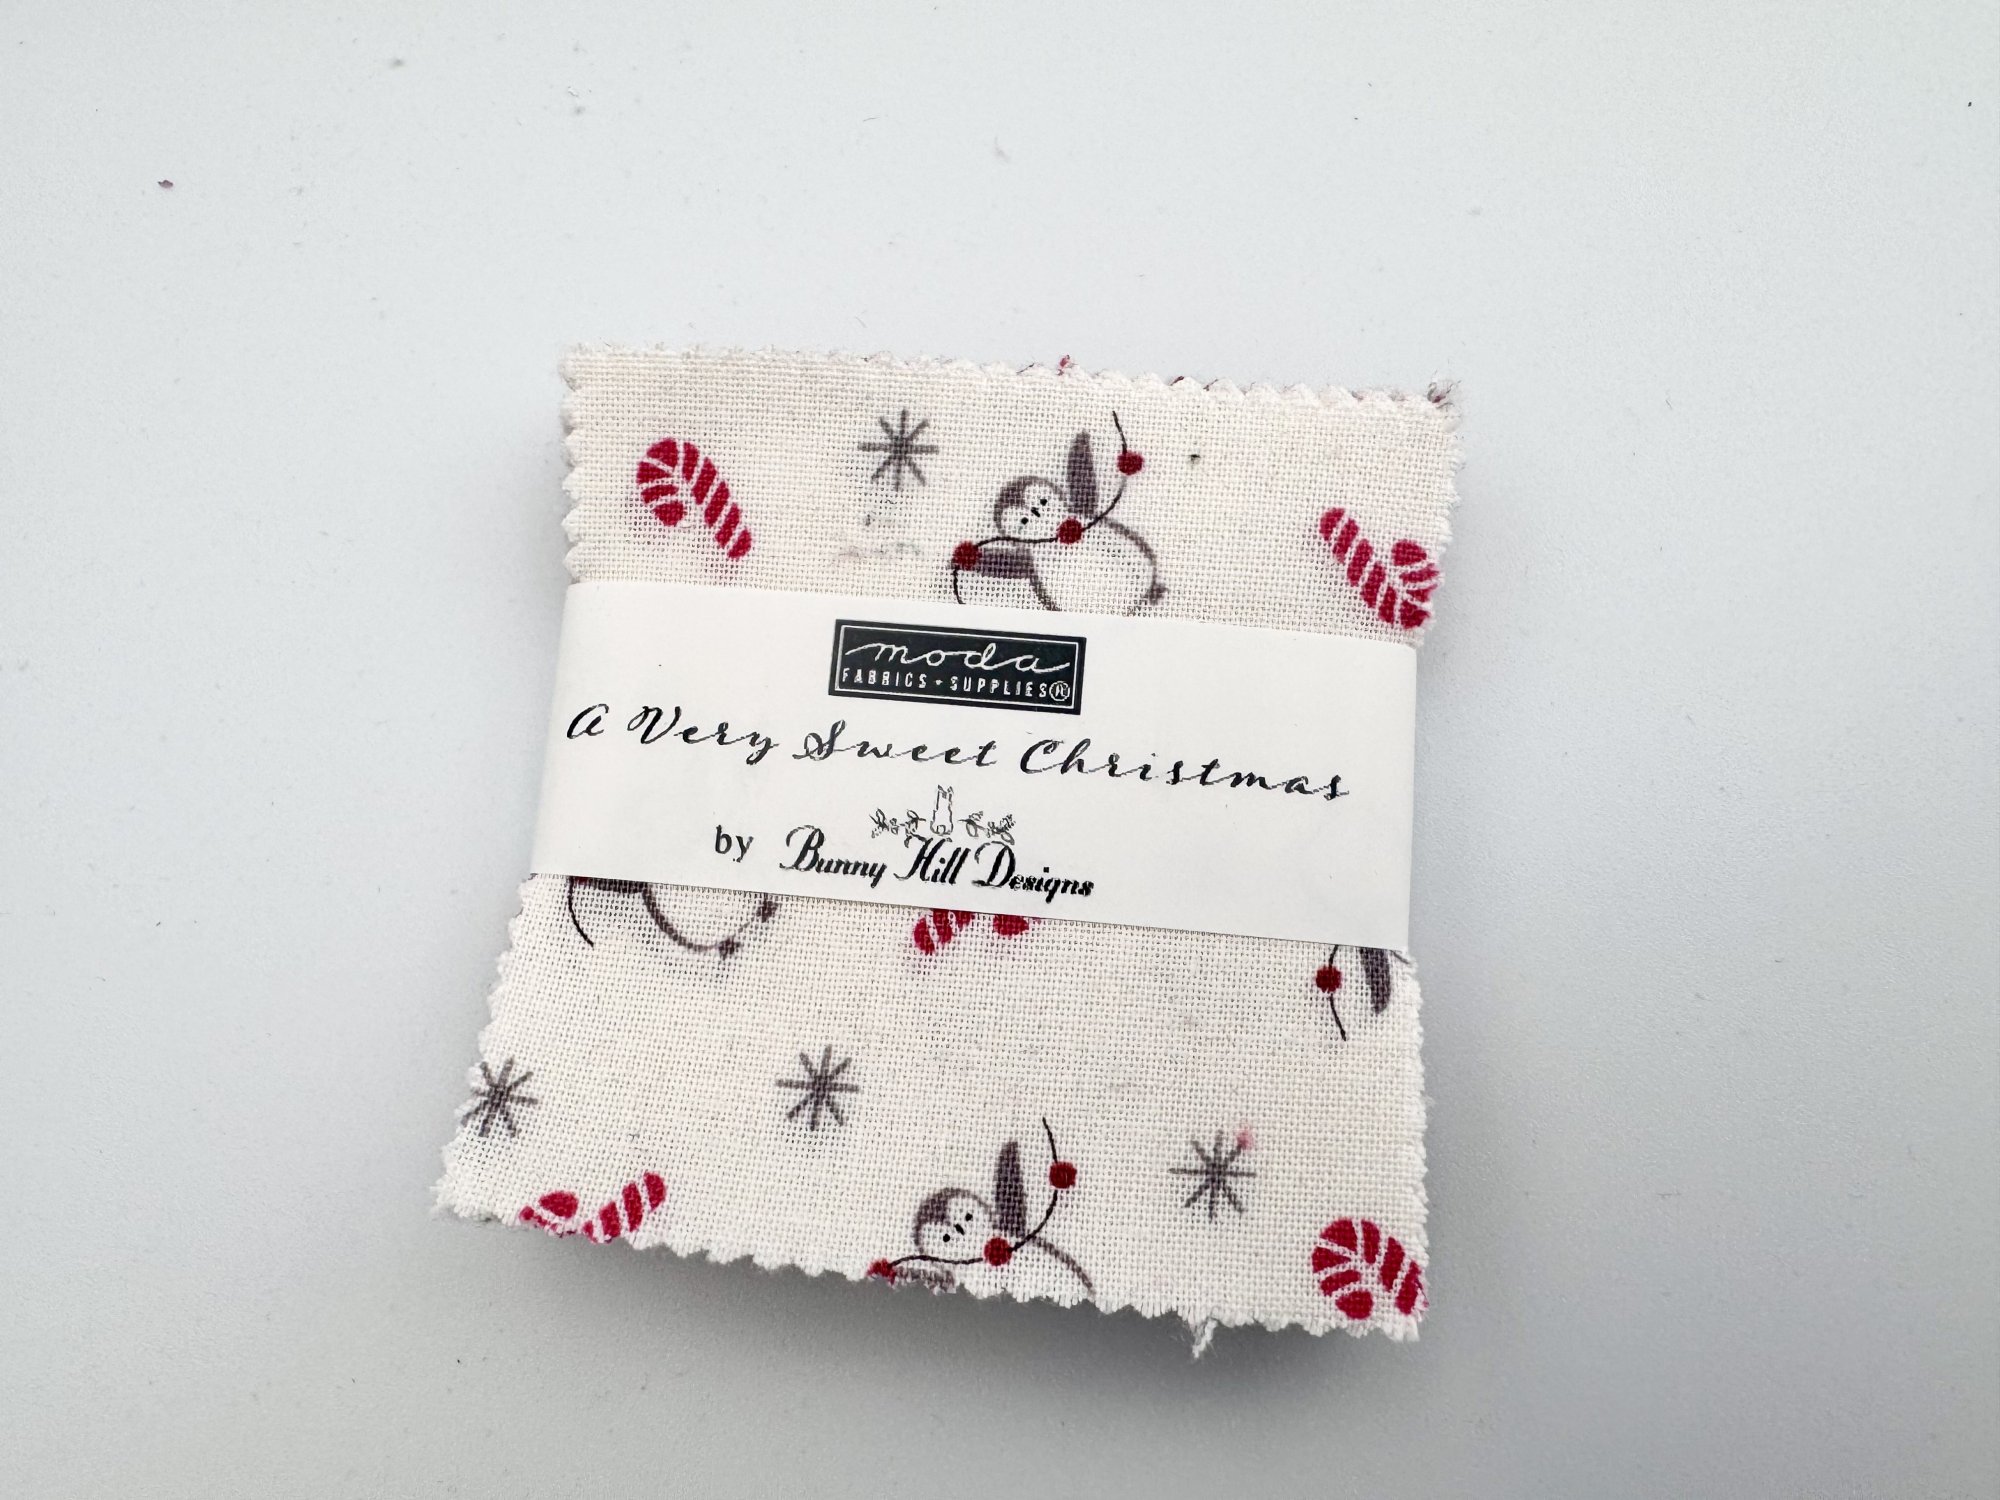 moda
FABRICS + SUPPLIES®
A Very Sweet Christmas
by Bunny Hill Designs